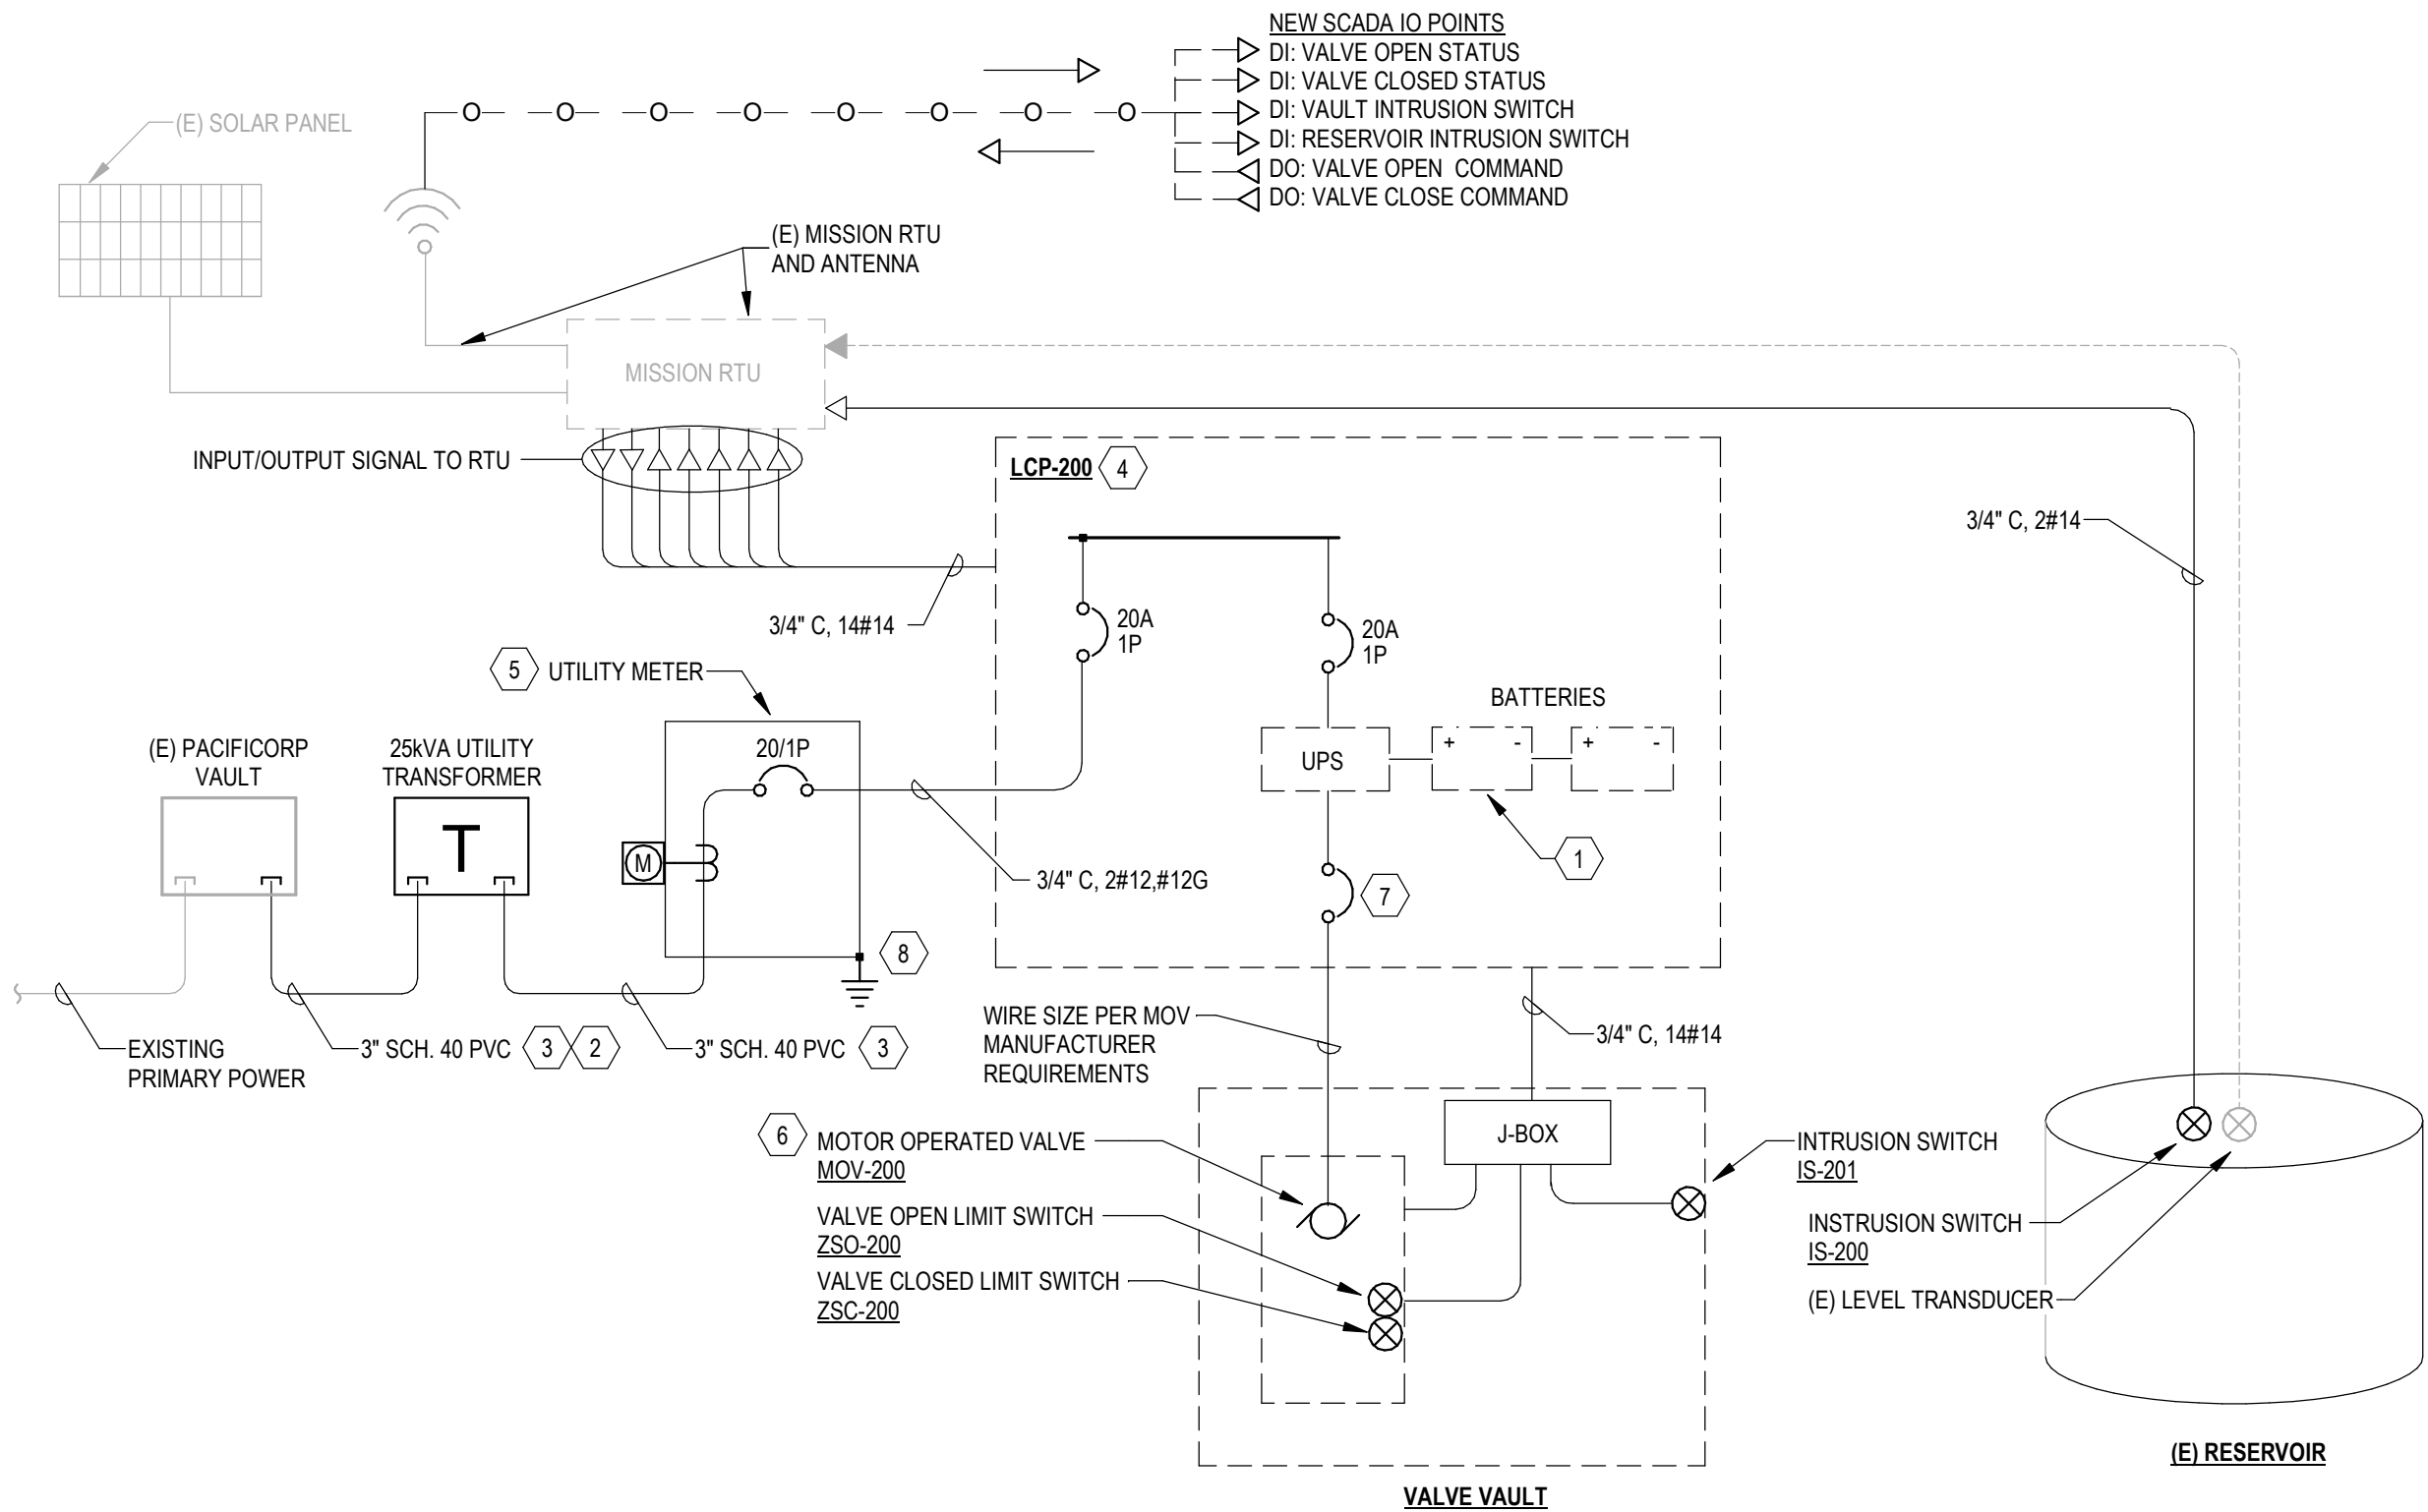 NEW SCADA IO POINTS
DI: VALVE OPEN STATUS
DI: VALVE CLOSED STATUS
DI: VAULT INTRUSION SWITCH
DI: RESERVOIR INTRUSION SWITCH
DO: VALVE OPEN COMMAND
DO: VALVE CLOSE COMMAND
(E) SOLAR PANEL
(E) MISSION RTU
AND ANTENNA
MISSION RTU
INPUT/OUTPUT SIGNAL TO RTU
LCP-200
4
3/4" C, 2#14
3/4" C, 14#14
20A
1P
20A
1P
5
UTILITY METER
BATTERIES
(E) PACIFICORP
VAULT
25kVA UTILITY
TRANSFORMER
20/1P
UPS
+ -
+ -
T
M
1
3/4" C, 2#12,#12G
7
8
WIRE SIZE PER MOV
MANUFACTURER
REQUIREMENTS
3/4" C, 14#14
EXISTING
PRIMARY POWER
3" SCH. 40 PVC
3
2
3" SCH. 40 PVC
3
6
MOTOR OPERATED VALVE
MOV-200
J-BOX
INTRUSION SWITCH
IS-201
VALVE OPEN LIMIT SWITCH
ZSO-200
INSTRUSION SWITCH
IS-200
VALVE CLOSED LIMIT SWITCH
ZSC-200
(E) LEVEL TRANSDUCER
(E) RESERVOIR
VALVE VAULT